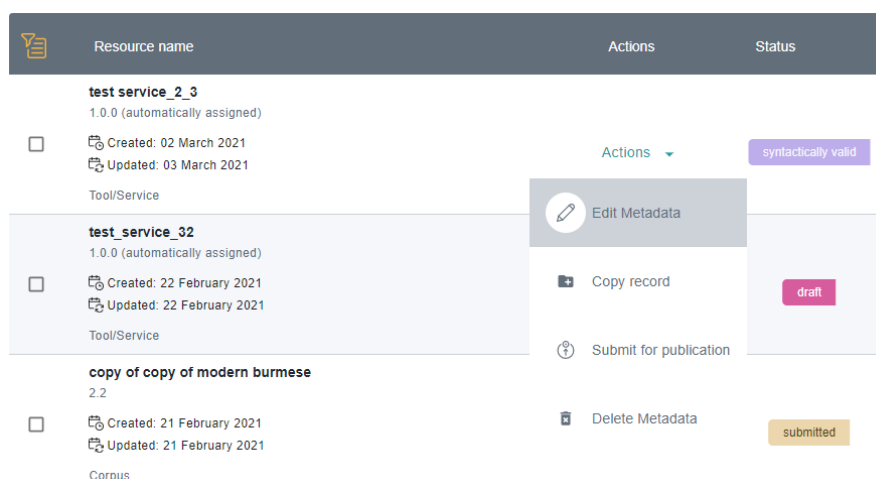 Resource name
Actions
Status
test service_2_3
1.0.0 (automatically assigned)
Created: 02 March 2021
Updated: 03 March 2021
Tool/Service
Actions
syntactically valid
Edit Metadata
Copy record
Submit for publication
Delete Metadata
test_service_32
1.0.0 (automatically assigned)
Created: 22 February 2021
Updated: 22 February 2021
Tool/Service
draft
copy of copy of modern burmese
2.2
Created: 21 February 2021
Updated: 21 February 2021
Corpus
submitted